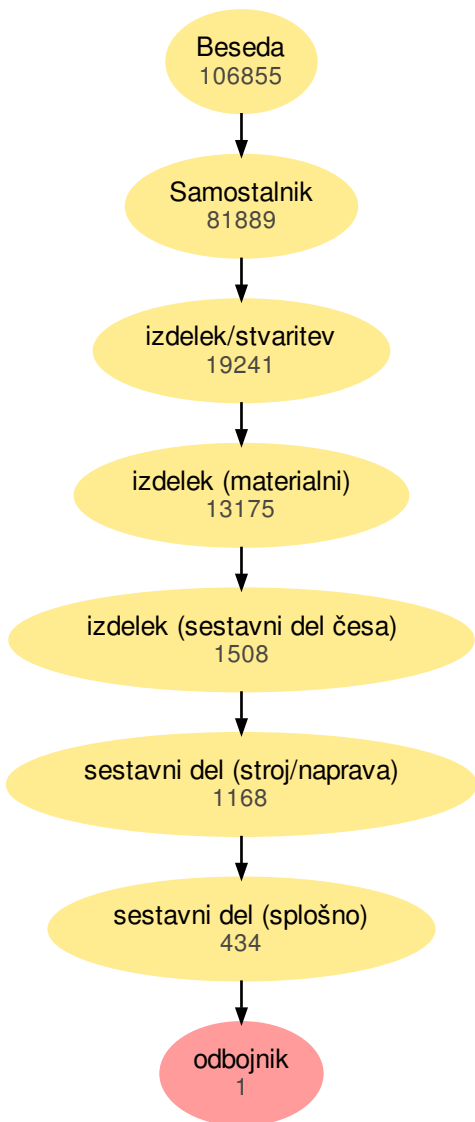 Beseda
106855
Samostalnik
81889
izdelek/stvaritev
19241
izdelek (materialni)
13175
izdelek (sestavni del česa)
1508
sestavni del (stroj/naprava)
1168
sestavni del (splošno)
434
odbojnik
1